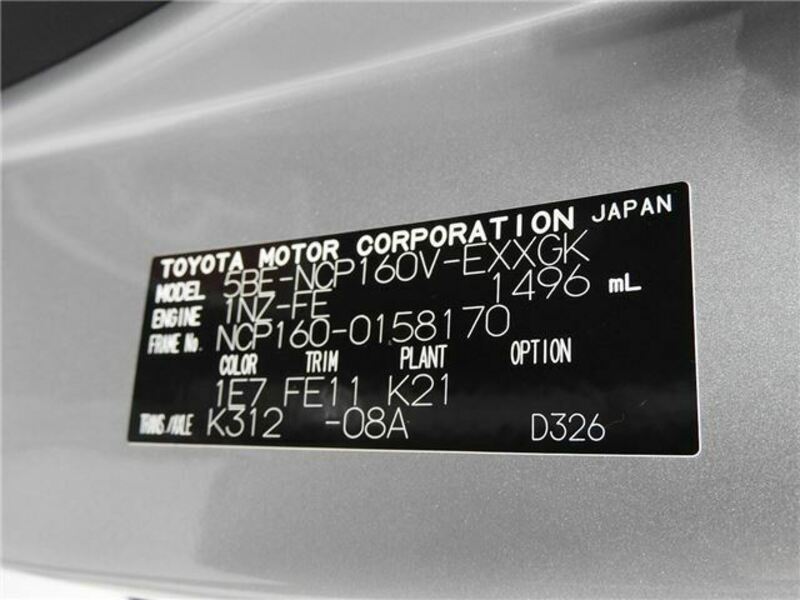 TOYOTA MOTOR CORPORATION JAPAN
MODEL 5BE-NCP160V-EXXGK
ENGINE 1NZ-FE 1496 mL
FRAME No. NCP160-0158170
COLOR TRIM PLANT OPTION
1E7 FE11 K21
TRANS/AXLE K312 -08A D326